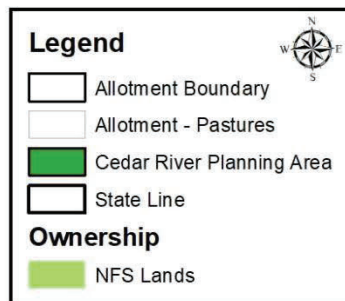 Legend
N
W E
S
Allotment Boundary
Allotment - Pastures
Cedar River Planning Area
State Line
Ownership
NFS Lands